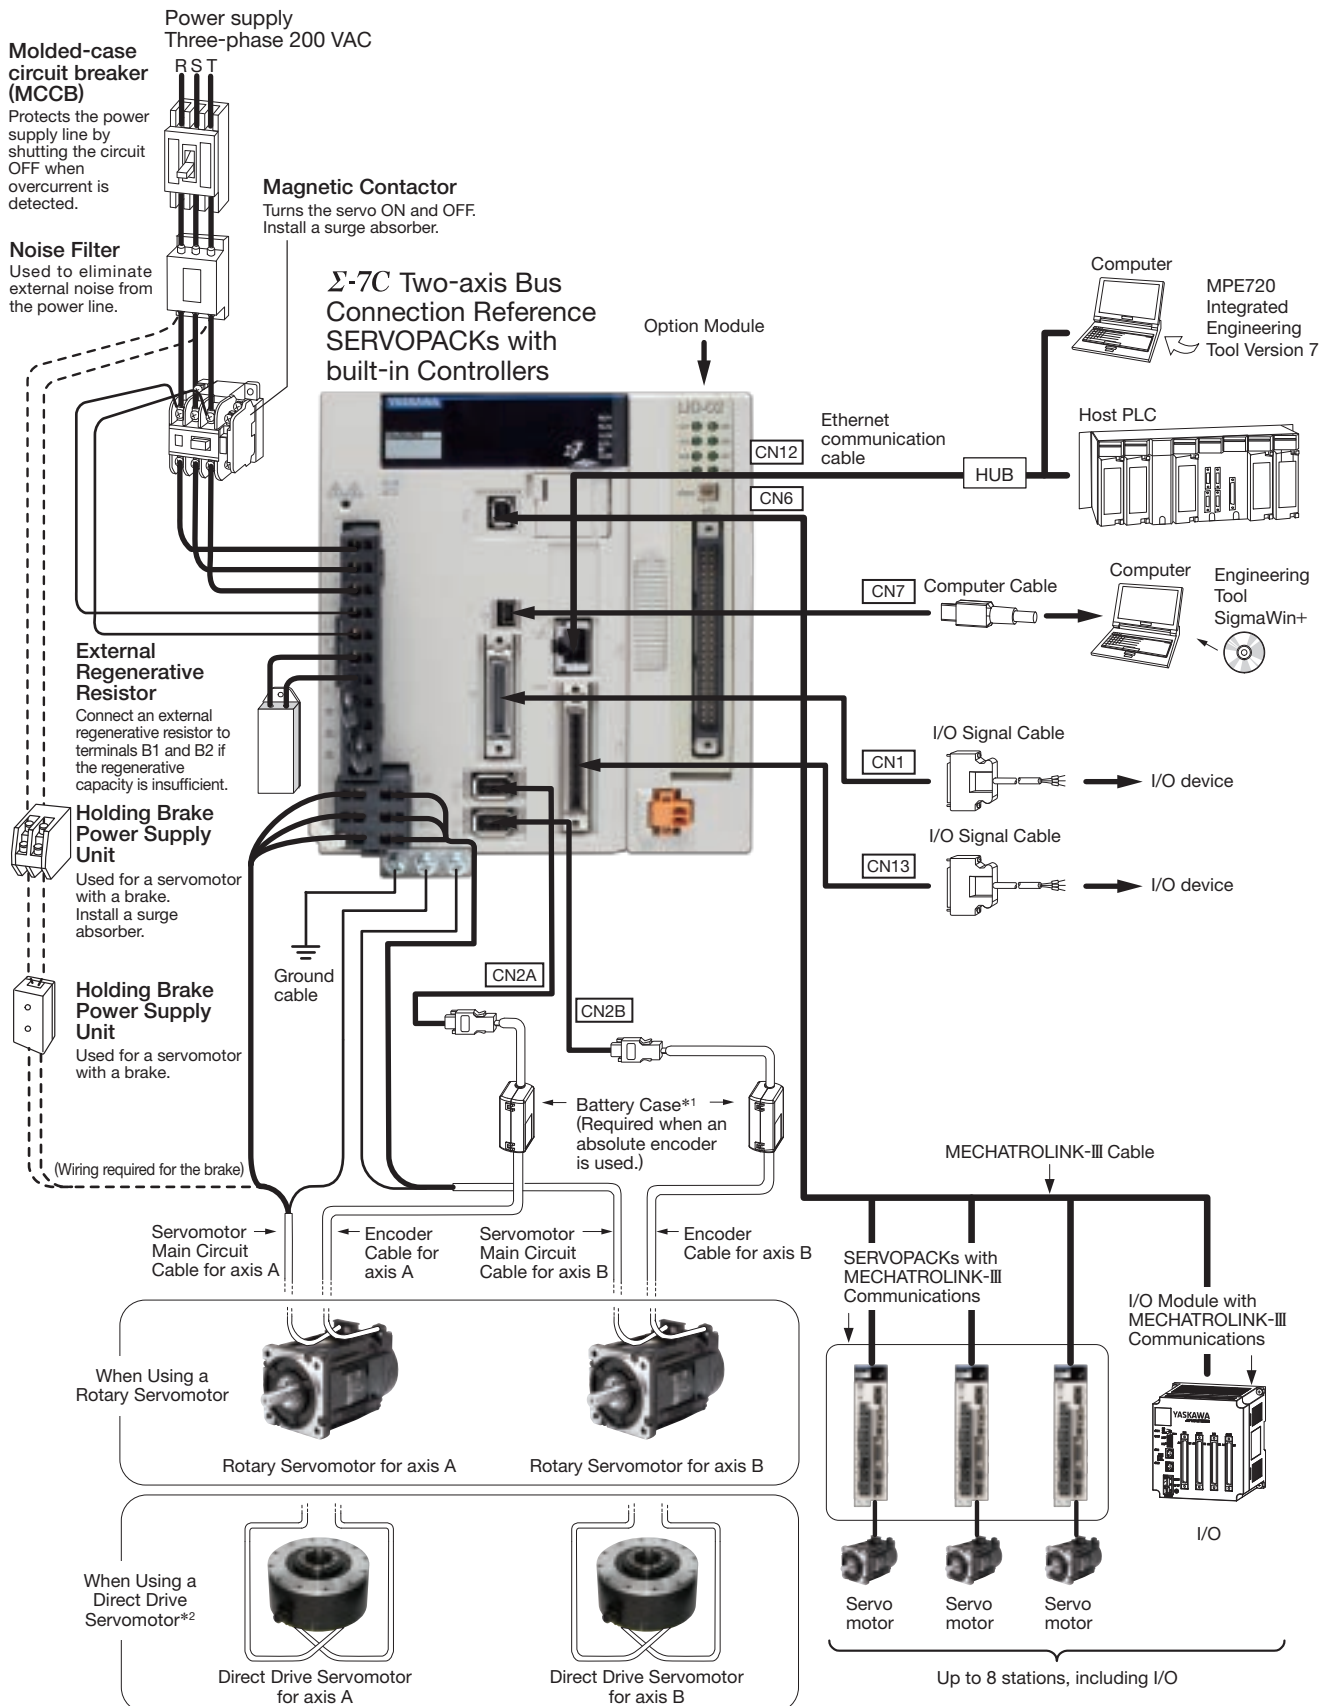 Power supply
Three-phase 200 VAC
R S T
Molded-case
circuit breaker
(MCCB)
Protects the power
supply line by
shutting the circuit
OFF when
overcurrent is
detected.
Magnetic Contactor
Turns the servo ON and OFF.
Install a surge absorber.
Noise Filter
Used to eliminate
external noise from
the power line.
Σ-7C Two-axis Bus
Connection Reference
SERVOPACKs with
built-in Controllers
Option Module
Computer
MPE720
Integrated
Engineering
Tool Version 7
YASKAWA
LIO-02
Host PLC
CN12
Ethernet
communication
cable
HUB
CN6
CN7
Computer Cable
Computer
Engineering
Tool
SigmaWin+
External
Regenerative
Resistor
Connect an external
regenerative resistor to
terminals B1 and B2 if
the regenerative
capacity is insufficient.
I/O Signal Cable
CN1
I/O device
I/O Signal Cable
CN13
I/O device
Holding Brake
Power Supply
Unit
Used for a servomotor
with a brake.
Install a surge
absorber.
Ground
cable
CN2A
CN2B
Holding Brake
Power Supply
Unit
Used for a servomotor
with a brake.
Battery Case*1
(Required when an
absolute encoder
is used.)
(Wiring required for the brake)
MECHATROLINK-III Cable
Servomotor
Main Circuit
Cable for axis A
Encoder
Cable for
axis A
Servomotor
Main Circuit
Cable for axis B
Encoder
Cable for axis B
SERVOPACKs with
MECHATROLINK-III
Communications
I/O Module with
MECHATROLINK-III
Communications
When Using a
Rotary Servomotor
Rotary Servomotor for axis A
Rotary Servomotor for axis B
YASKAWA
I/O
When Using a
Direct Drive
Servomotor*2
Direct Drive Servomotor
for axis A
Direct Drive Servomotor
for axis B
Servo
motor
Servo
motor
Servo
motor
Up to 8 stations, including I/O